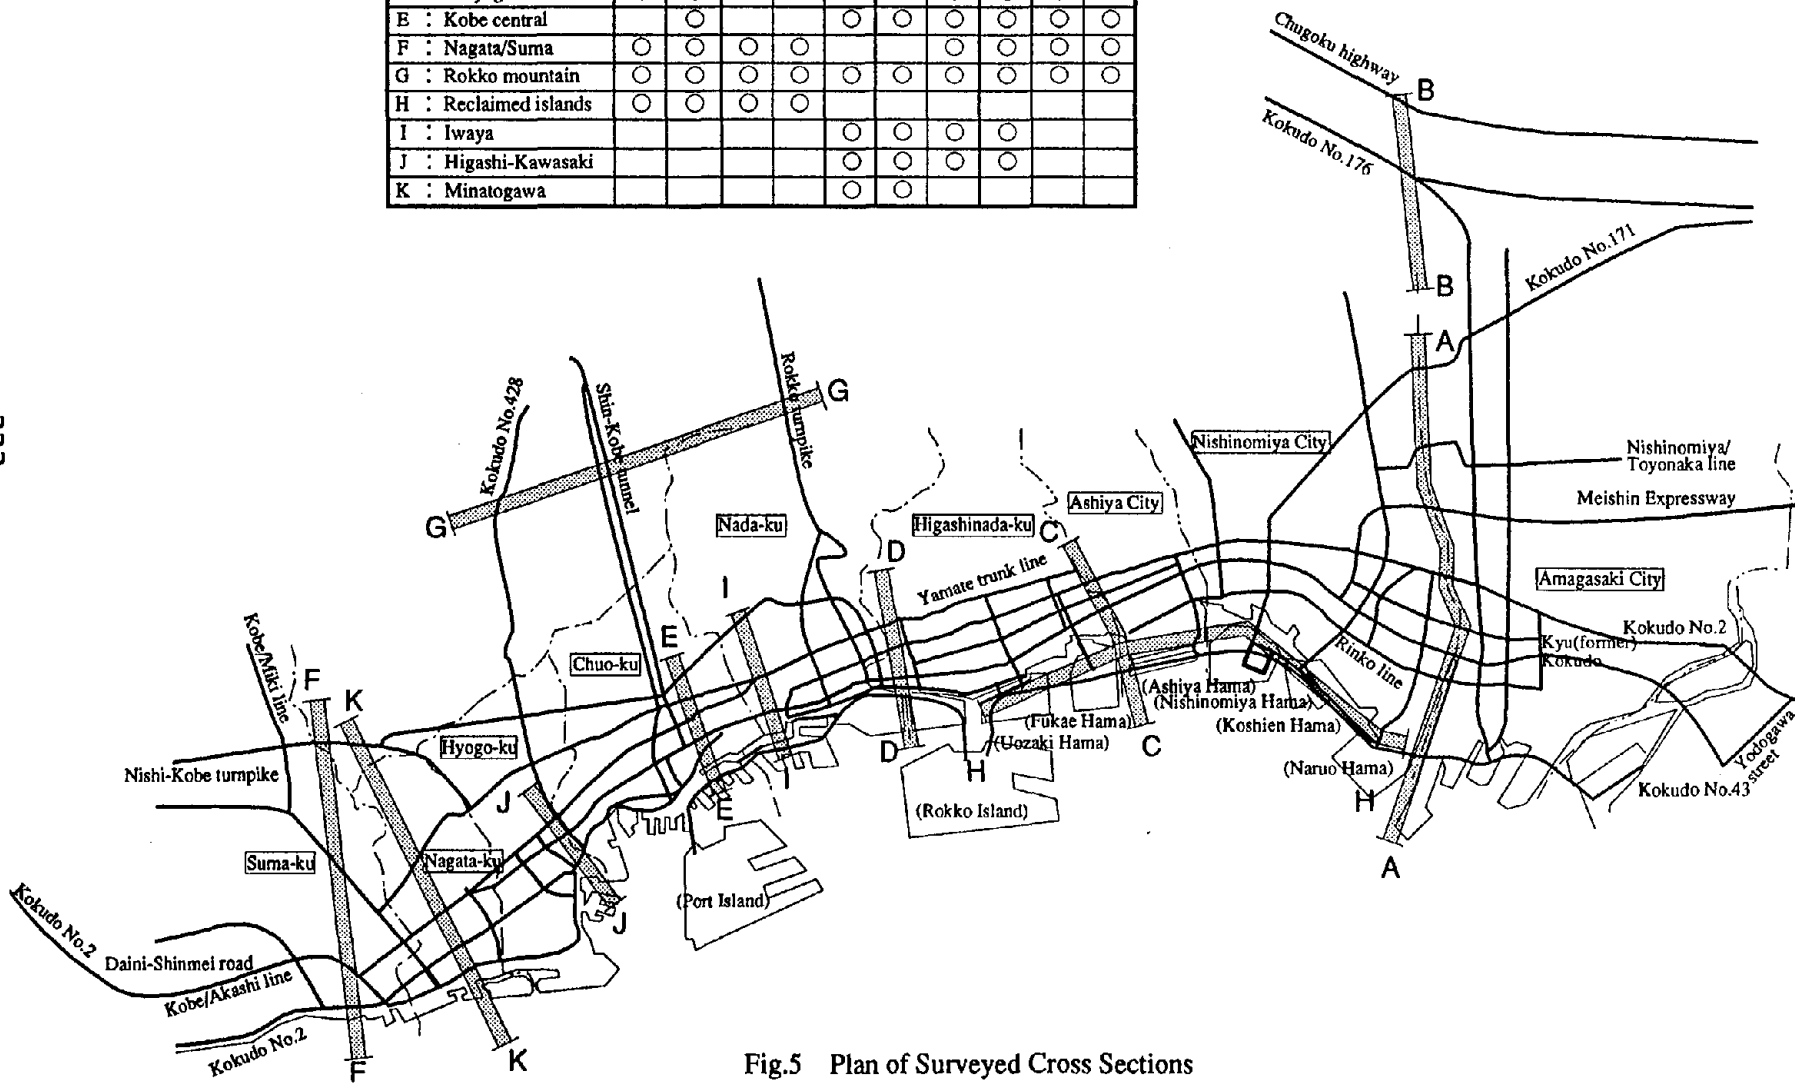 E : Kobe central ○ ○ ○ ○ ○ ○ ○
F : Nagata/Suma ○ ○ ○ ○ ○ ○ ○ ○
G : Rokko mountain ○ ○ ○ ○ ○ ○ ○ ○ ○ ○
H : Reclaimed islands ○ ○ ○ ○
I : Iwaya ○ ○ ○ ○
J : Higashi-Kawasaki ○ ○ ○ ○
K : Minatogawa ○ ○
Chugoku highway
B
Kokudo No.176
Kokudo No.171
B
A
Kokudo No.428
Shin-Kobe tunnel
Rokko turnpike
G
G
Nishinomiya City
Nishinomiya/
Toyonaka line
Meishin Expressway
Ashiya City
Nada-ku
Higashinada-ku
C
D
Yamate trunk line
Amagasaki City
I
Kobe/Miki line
E
Chuo-ku
Kokudo No.2
Kyu(former)
Kokudo
Rinko line
F
K
(Ashiya Hama)
(Nishinomiya Hama)
(Fukae Hama)
(Koshien Hama)
(Uozaki Hama)
C
Hyogo-ku
D
H
Yodogawa
street
Nishi-Kobe turnpike
(Naruo Hama)
I
Kokudo No.43
J
E
H
(Rokko Island)
Suma-ku
Nagata-ku
A
(Port Island)
J
Kokudo No.2
Daini-Shinmei road
Kobe/Akashi line
Kokudo No.2
F
K
Fig.5 Plan of Surveyed Cross Sections